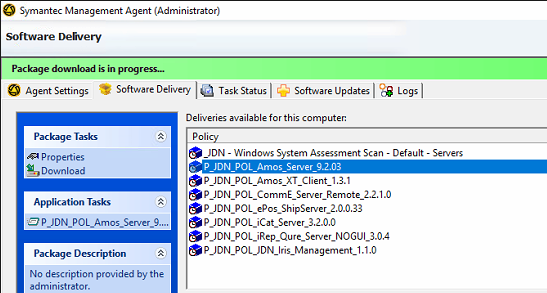 Symantec Management Agent (Administrator)
Software Delivery
Package download is in progress...
Agent Settings
Software Delivery
Task Status
Software Updates
Logs
Package Tasks
Properties
Download
Application Tasks
P_JDN_POL_Amos_Server_9....
Package Description
No description provided by the
administrator.
Deliveries available for this computer:
Policy
_JDN - Windows System Assessment Scan - Default - Servers
P_JDN_POL_Amos_Server_9.2.03
P_JDN_POL_Amos_XT_Client_1.3.1
P_JDN_POL_CommE_Server_Remote_2.2.1.0
P_JDN_POL_ePos_ShipServer_2.0.0.33
P_JDN_POL_iCat_Server_3.2.0.0
P_JDN_POL_iRep_Qure_Server_NOGUI_3.0.4
P_JDN_POL_JDN_Iris_Management_1.1.0